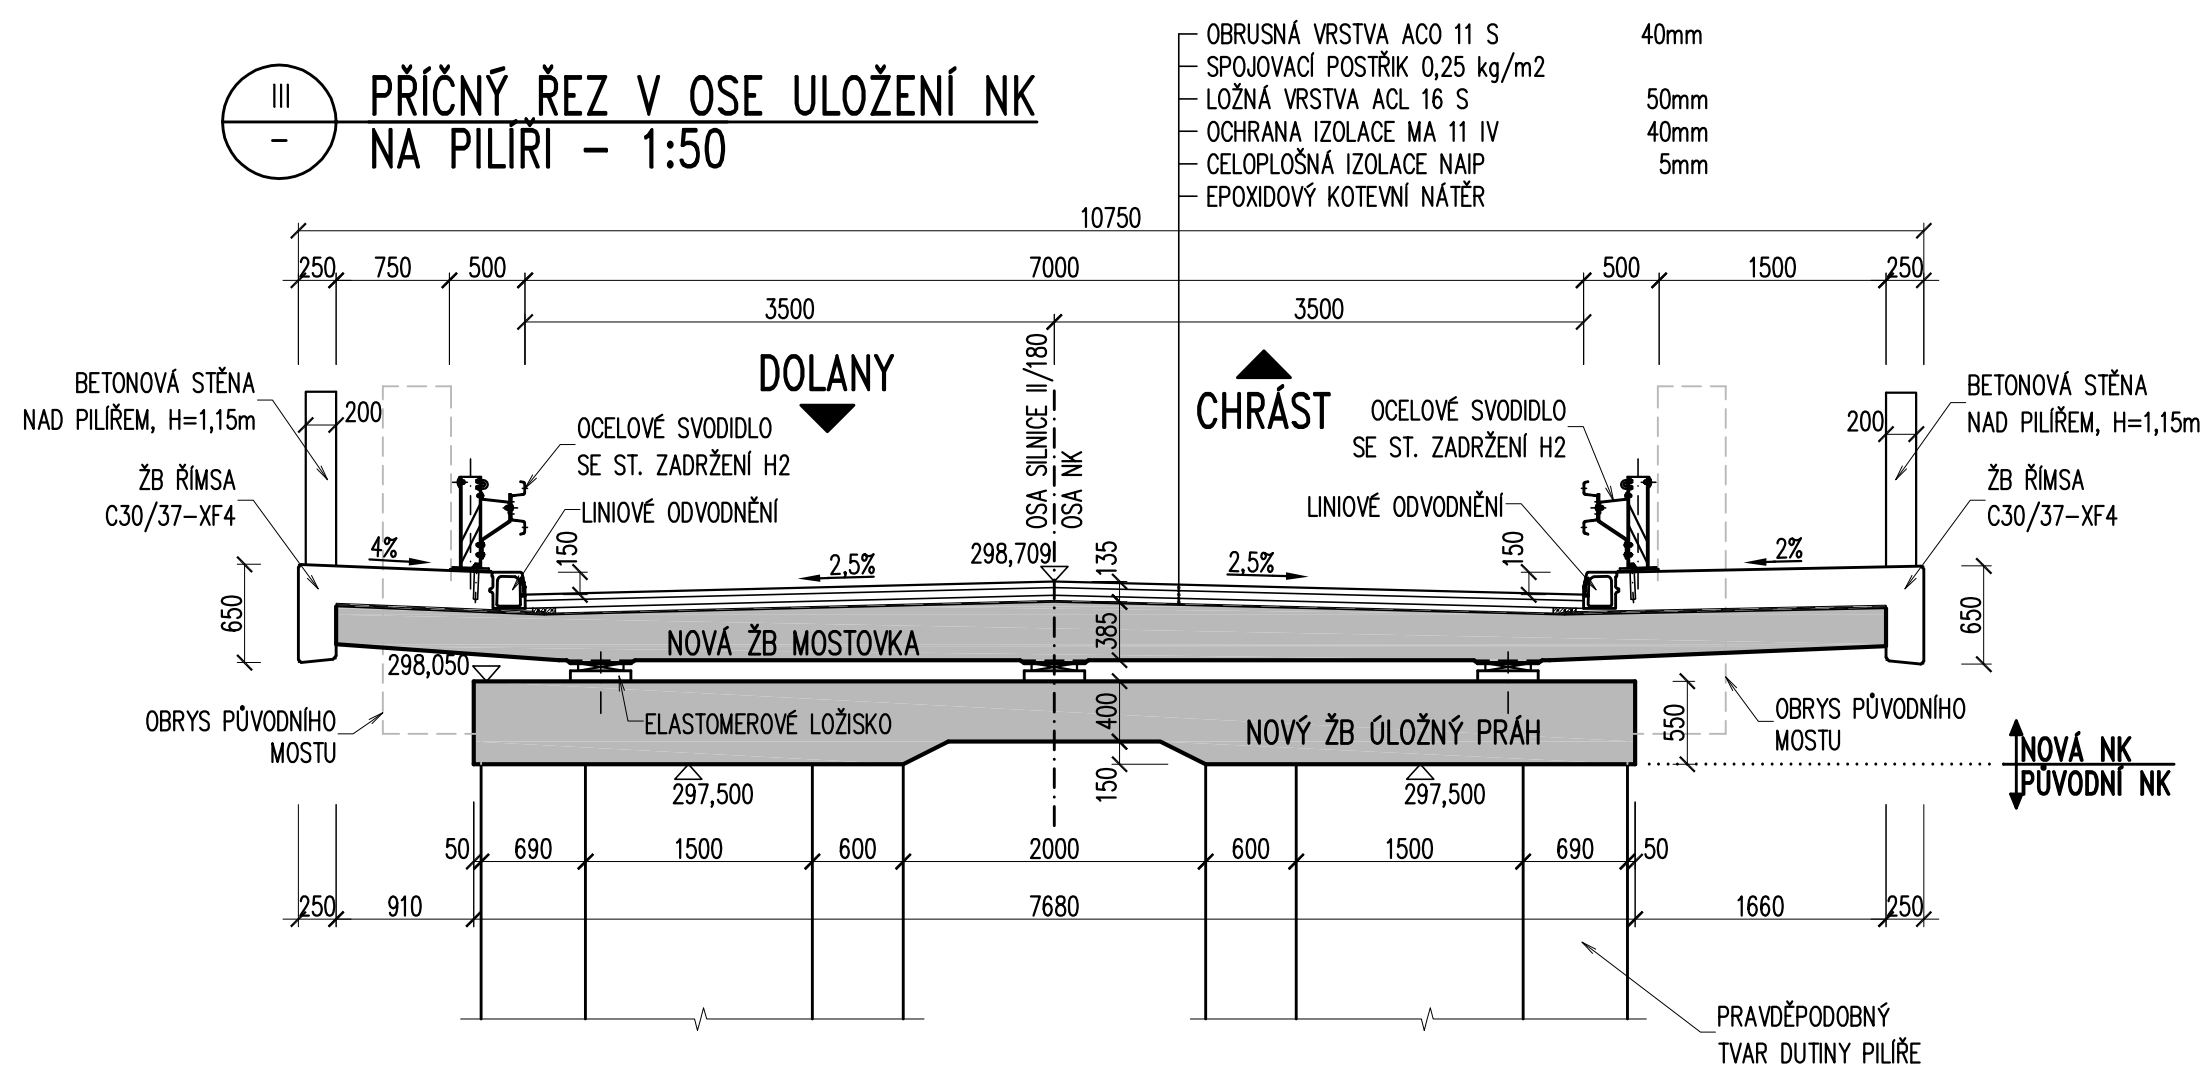 III
–
PŘÍČNÝ ŘEZ V OSE ULOŽENÍ NK
NA PILÍŘI – 1:50
OBRUSNÁ VRSTVA ACO 11 S 40mm
SPOJOVACÍ POSTŘIK 0,25 kg/m2
LOŽNÁ VRSTVA ACL 16 S 50mm
OCHRANA IZOLACE MA 11 IV 40mm
CELOPLOŠNÁ IZOLACE NAIP 5mm
EPOXIDOVÝ KOTEVNÍ NÁTĚR
10750
250 750 500 7000 500 1500 250
3500 3500
DOLANY
CHRÁST
OSA SILNICE II/180
OSA NK
BETONOVÁ STĚNA
NAD PILÍŘEM, H=1,15m
200
OCELOVÉ SVODIDLO
SE ST. ZADRŽENÍ H2
OCELOVÉ SVODIDLO
SE ST. ZADRŽENÍ H2
200
BETONOVÁ STĚNA
NAD PILÍŘEM, H=1,15m
ŽB ŘÍMSA
C30/37-XF4
LINIOVÉ ODVODNĚNÍ
LINIOVÉ ODVODNĚNÍ
ŽB ŘÍMSA
C30/37-XF4
4%
150
2,5%
298,709
135
2,5%
150
2%
650
NOVÁ ŽB MOSTOVKA
385
650
298,050
OBRYS PŮVODNÍHO
MOSTU
ELASTOMEROVÉ LOŽISKO
400
NOVÝ ŽB ÚLOŽNÝ PRÁH
550
OBRYS PŮVODNÍHO
MOSTU
NOVÁ NK
PŮVODNÍ NK
297,500
150
297,500
50 690 1500 600 2000 600 1500 690 50
250 910 7680 1660 250
PRAVDĚPODOBNÝ
TVAR DUTINY PILÍŘE